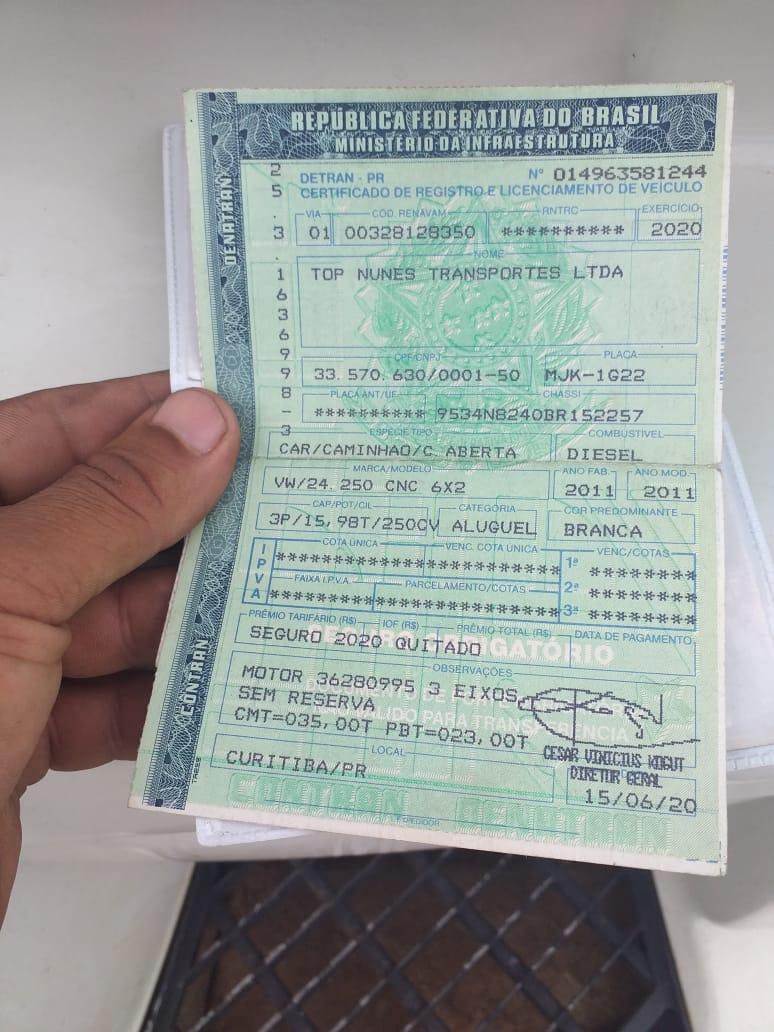 REPÚBLICA FEDERATIVA DO BRASIL
MINISTÉRIO DA INFRAESTRUTURA
DENATRAN
CONTRAN
2
5
.
3
1
6
3
6
9
9
8
-
3
DETRAN - PR Nº 014963581244
CERTIFICADO DE REGISTRO E LICENCIAMENTO DE VEÍCULO
VIA CÓD. RENAVAM RNTRC EXERCÍCIO
01 00328128350 ********** 2020
NOME
TOP NUNES TRANSPORTES LTDA
CPF/CNPJ PLACA
33.570.630/0001-50 MJK-1G22
PLACA ANT/UF CHASSI
********** 9534N8240BR152257
ESPÉCIE TIPO COMBUSTÍVEL
CAR/CAMINHAO/C. ABERTA DIESEL
MARCA/MODELO ANO FAB. ANO MOD.
VW/24.250 CNC 6X2 2011 2011
CAP/POT/CIL CATEGORIA COR PREDOMINANTE
3P/15,98T/250CV ALUGUEL BRANCA
IPVA
COTA ÚNICA VENC. COTA ÚNICA VENC/COTAS
1ª *******
FAIXA I.P.V.A. PARCELAMENTO/COTAS 2ª *******
3ª *******
PRÊMIO TARIFÁRIO (R$) IOF (R$) PRÊMIO TOTAL (R$) DATA DE PAGAMENTO
SEGURO 2020 QUITADO
SEGURO OBRIGATÓRIO
OBSERVAÇÕES
MOTOR 36280995 3 EIXOS
SEM RESERVA
NÃO VÁLIDO PARA TRANSFERÊNCIA
CMT=035,00T PBT=023,00T
CESAR VINICIUS KOGUT
DIRETOR GERAL
LOCAL
CURITIBA/PR 15/06/20
CONTRAN DENATRAN
EXPEDIDOR